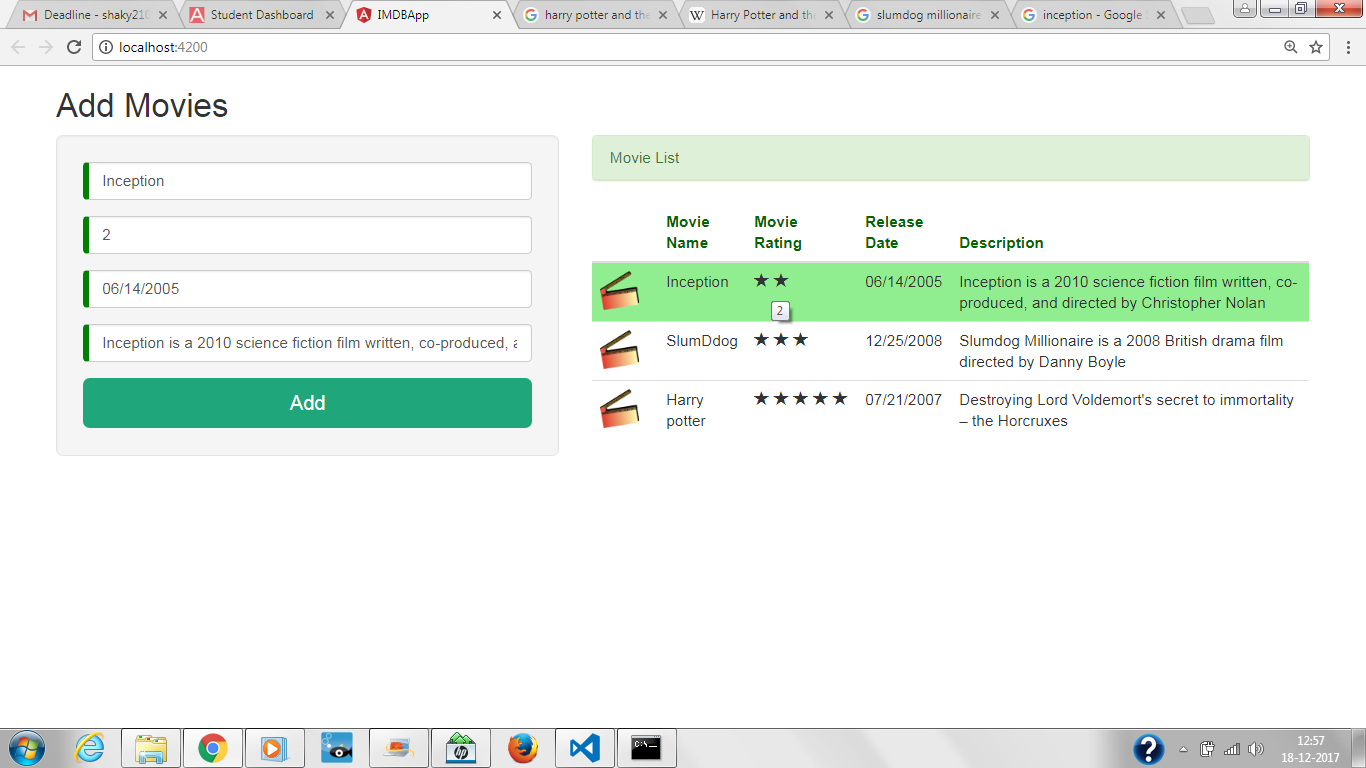 Deadline - shaky210
Student Dashboard
IMDBApp
harry potter and the
Harry Potter and the
slumdog millionaire
inception - Google
localhost:4200
Add Movies
Inception
2
06/14/2005
Inception is a 2010 science fiction film written, co-produced,
Add
Movie List
Movie Name
Movie Rating
Release Date
Description
Inception
★★
06/14/2005
Inception is a 2010 science fiction film written, co-
produced, and directed by Christopher Nolan
2
SlumDdog
★★★
12/25/2008
Slumdog Millionaire is a 2008 British drama film
directed by Danny Boyle
Harry
potter
★★★★★
07/21/2007
Destroying Lord Voldemort's secret to immortality
– the Horcruxes
C:\_
hp
?
12:57
18-12-2017